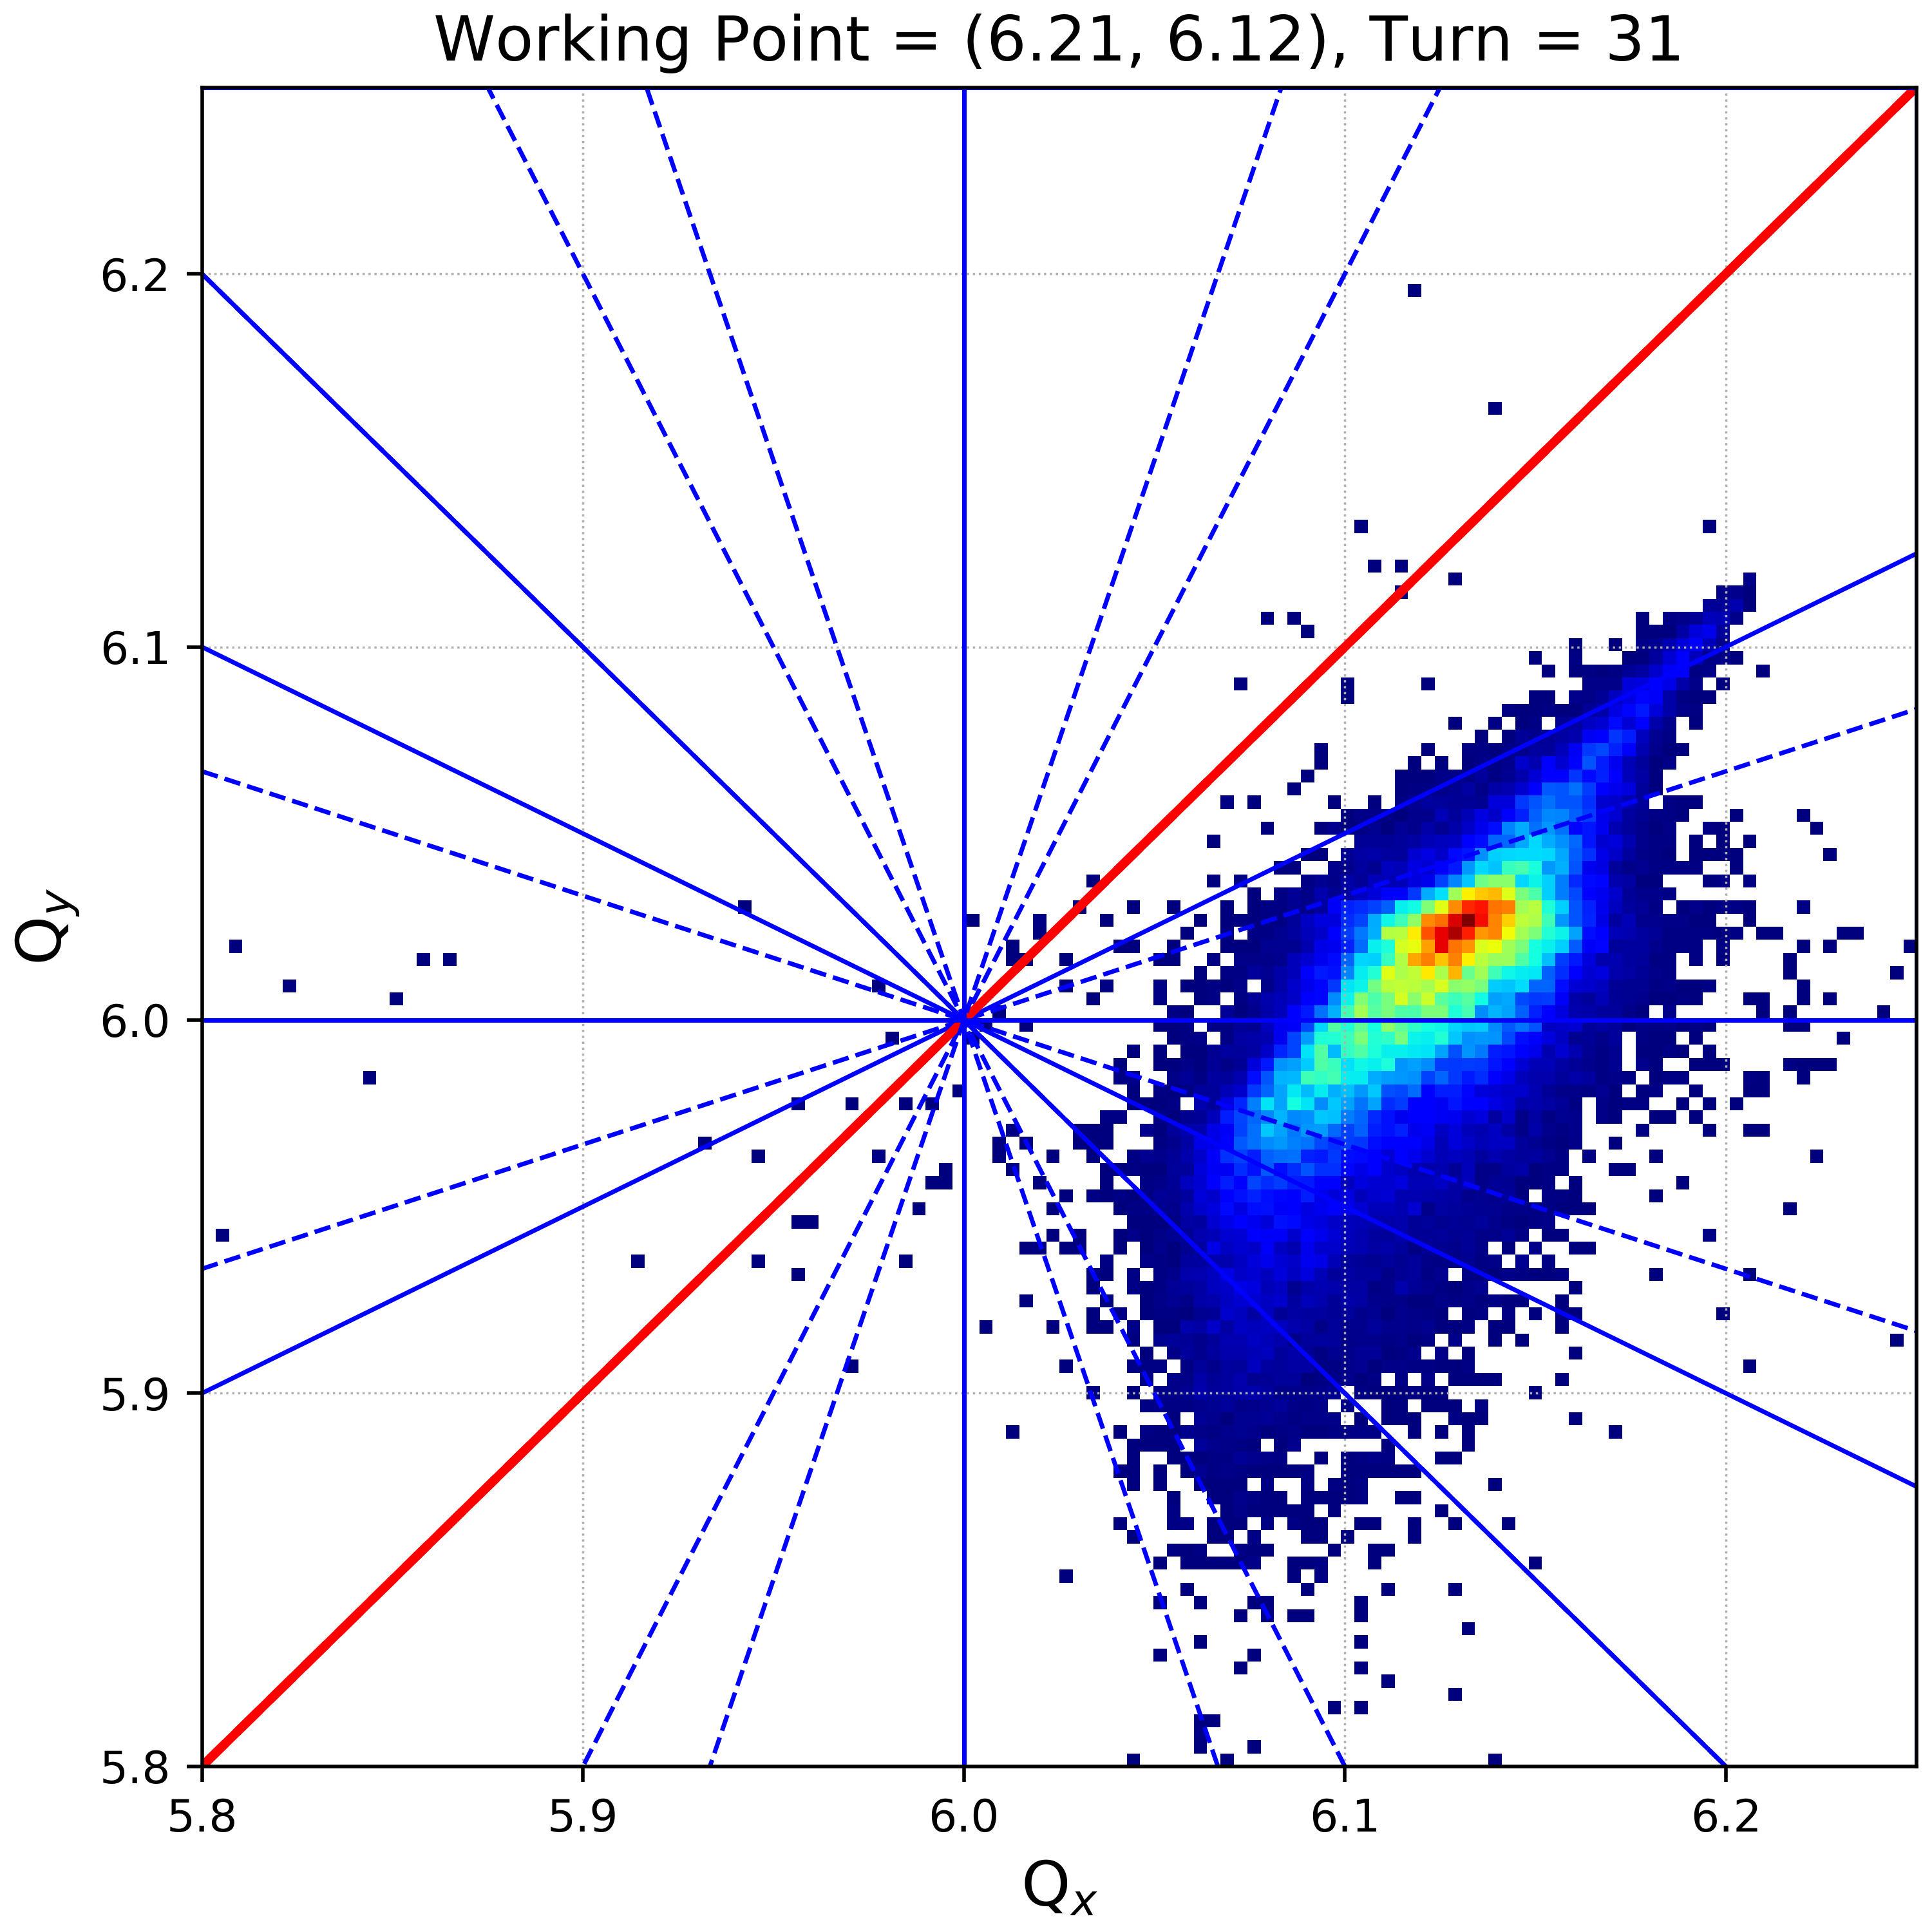 Working Point = (6.21, 6.12), Turn = 31
6.2
6.1
6.0
5.9
5.8
Qy
5.8 5.9 6.0 6.1 6.2
Qx